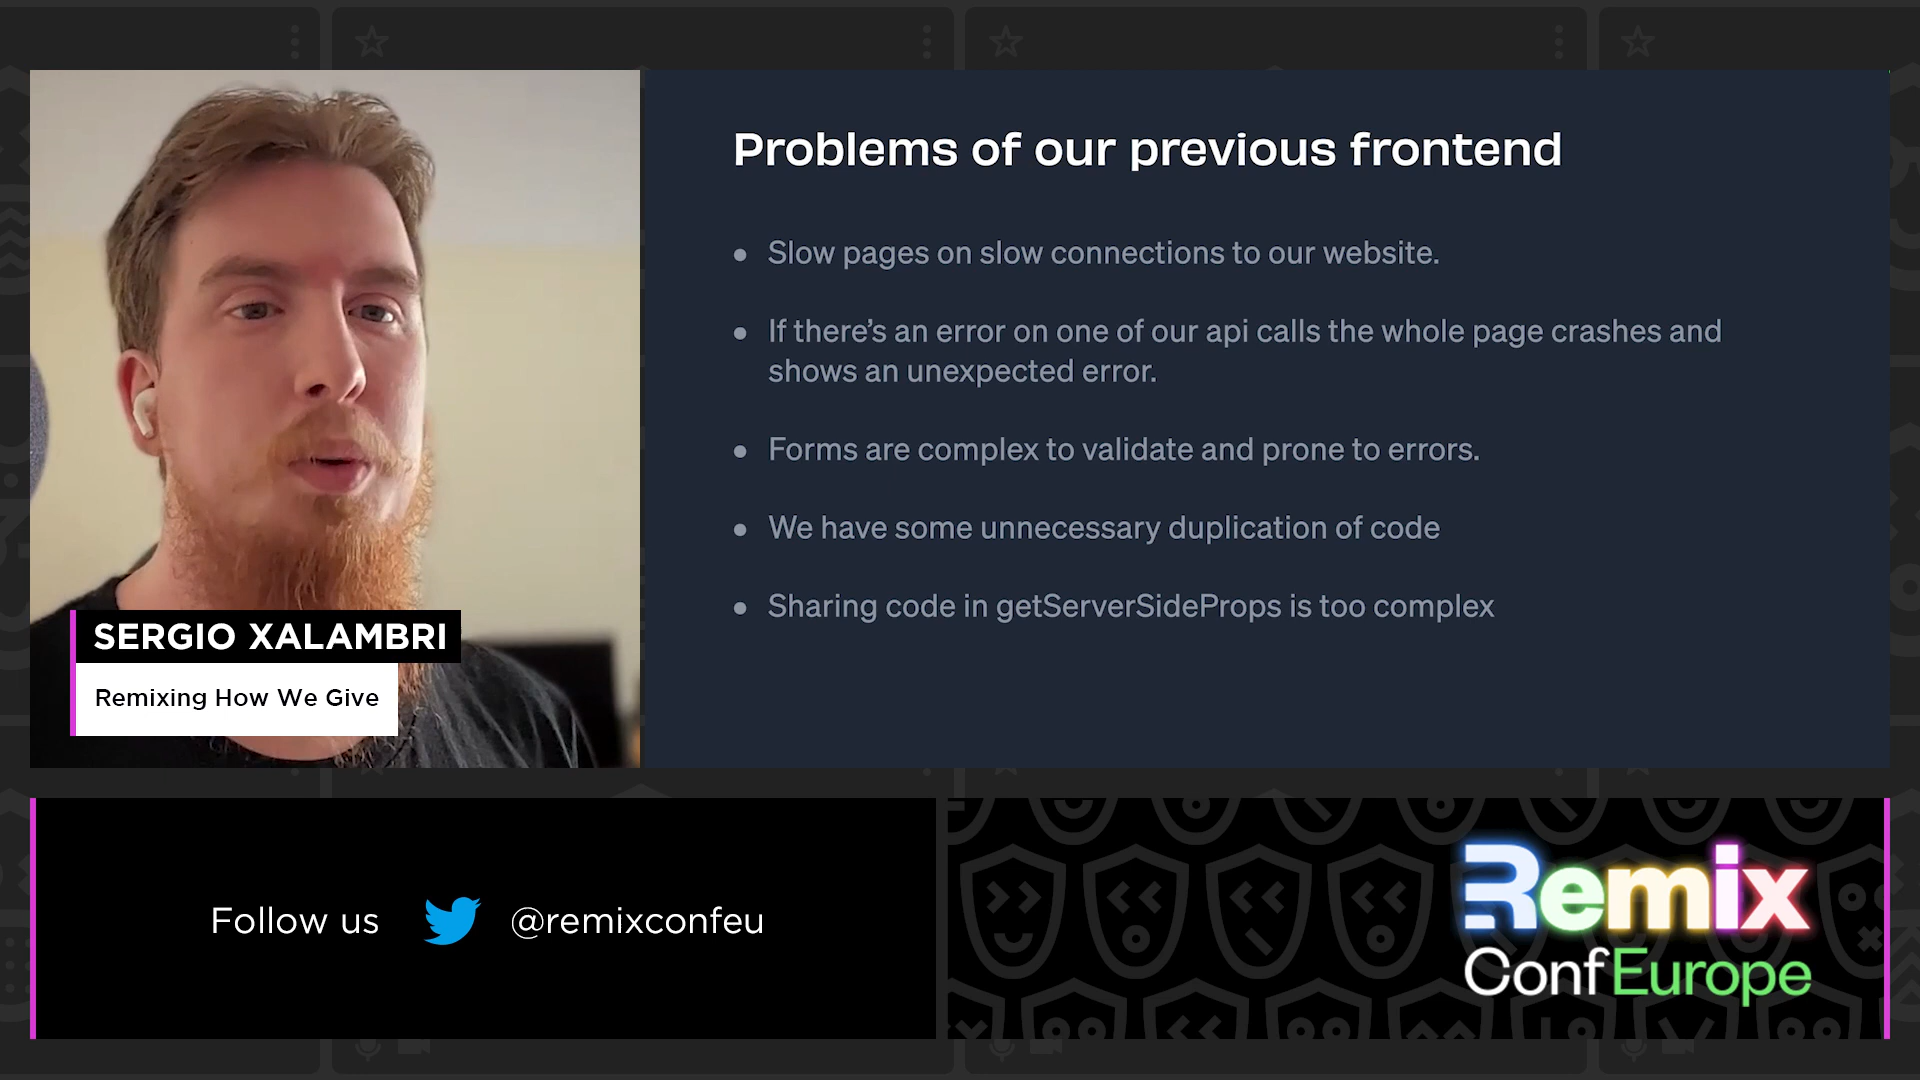 Problems of our previous frontend
• Slow pages on slow connections to our website.
• If there's an error on one of our api calls the whole page crashes and
shows an unexpected error.
• Forms are complex to validate and prone to errors.
• We have some unnecessary duplication of code
• Sharing code in getServerSideProps is too complex
SERGIO XALAMBRI
Remixing How We Give
Follow us @remixconfeu
Remix
Conf Europe